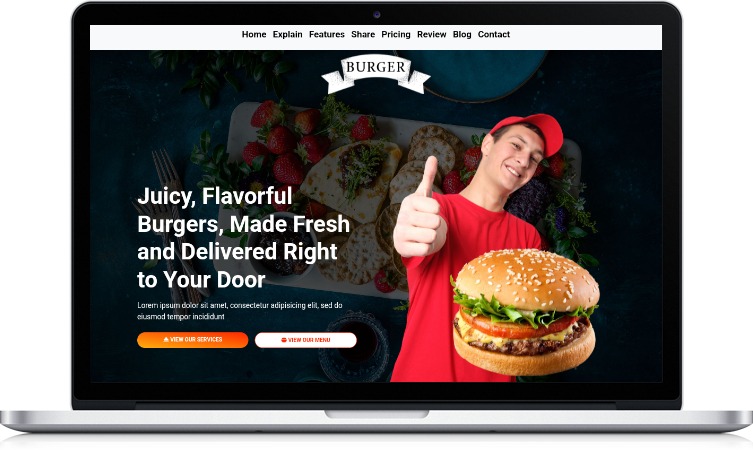 Home Explain Features Share Pricing Review Blog Contact
BURGER
Juicy, Flavorful
Burgers, Made Fresh
and Delivered Right
to Your Door
Lorem ipsum dolor sit amet, consectetur adipisicing elit, sed do
eiusmod tempor incididunt
VIEW OUR SERVICES VIEW OUR MENU